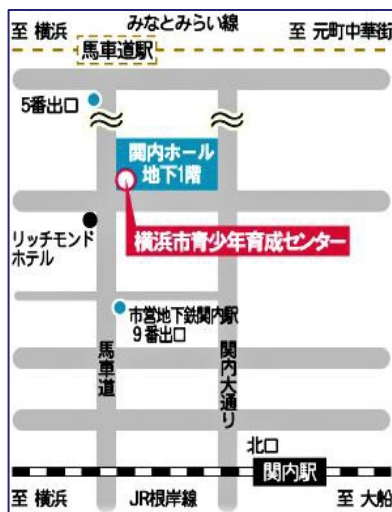 みなとみらい線
至 横浜
至 元町中華街
馬車道駅
5番出口
関内ホール
地下1階
横浜市青少年育成センター
リッチモンド
ホテル
市営地下鉄関内駅
9番出口
馬車道
関内大通り
北口
関内駅
至 横浜
JR根岸線
至 大船